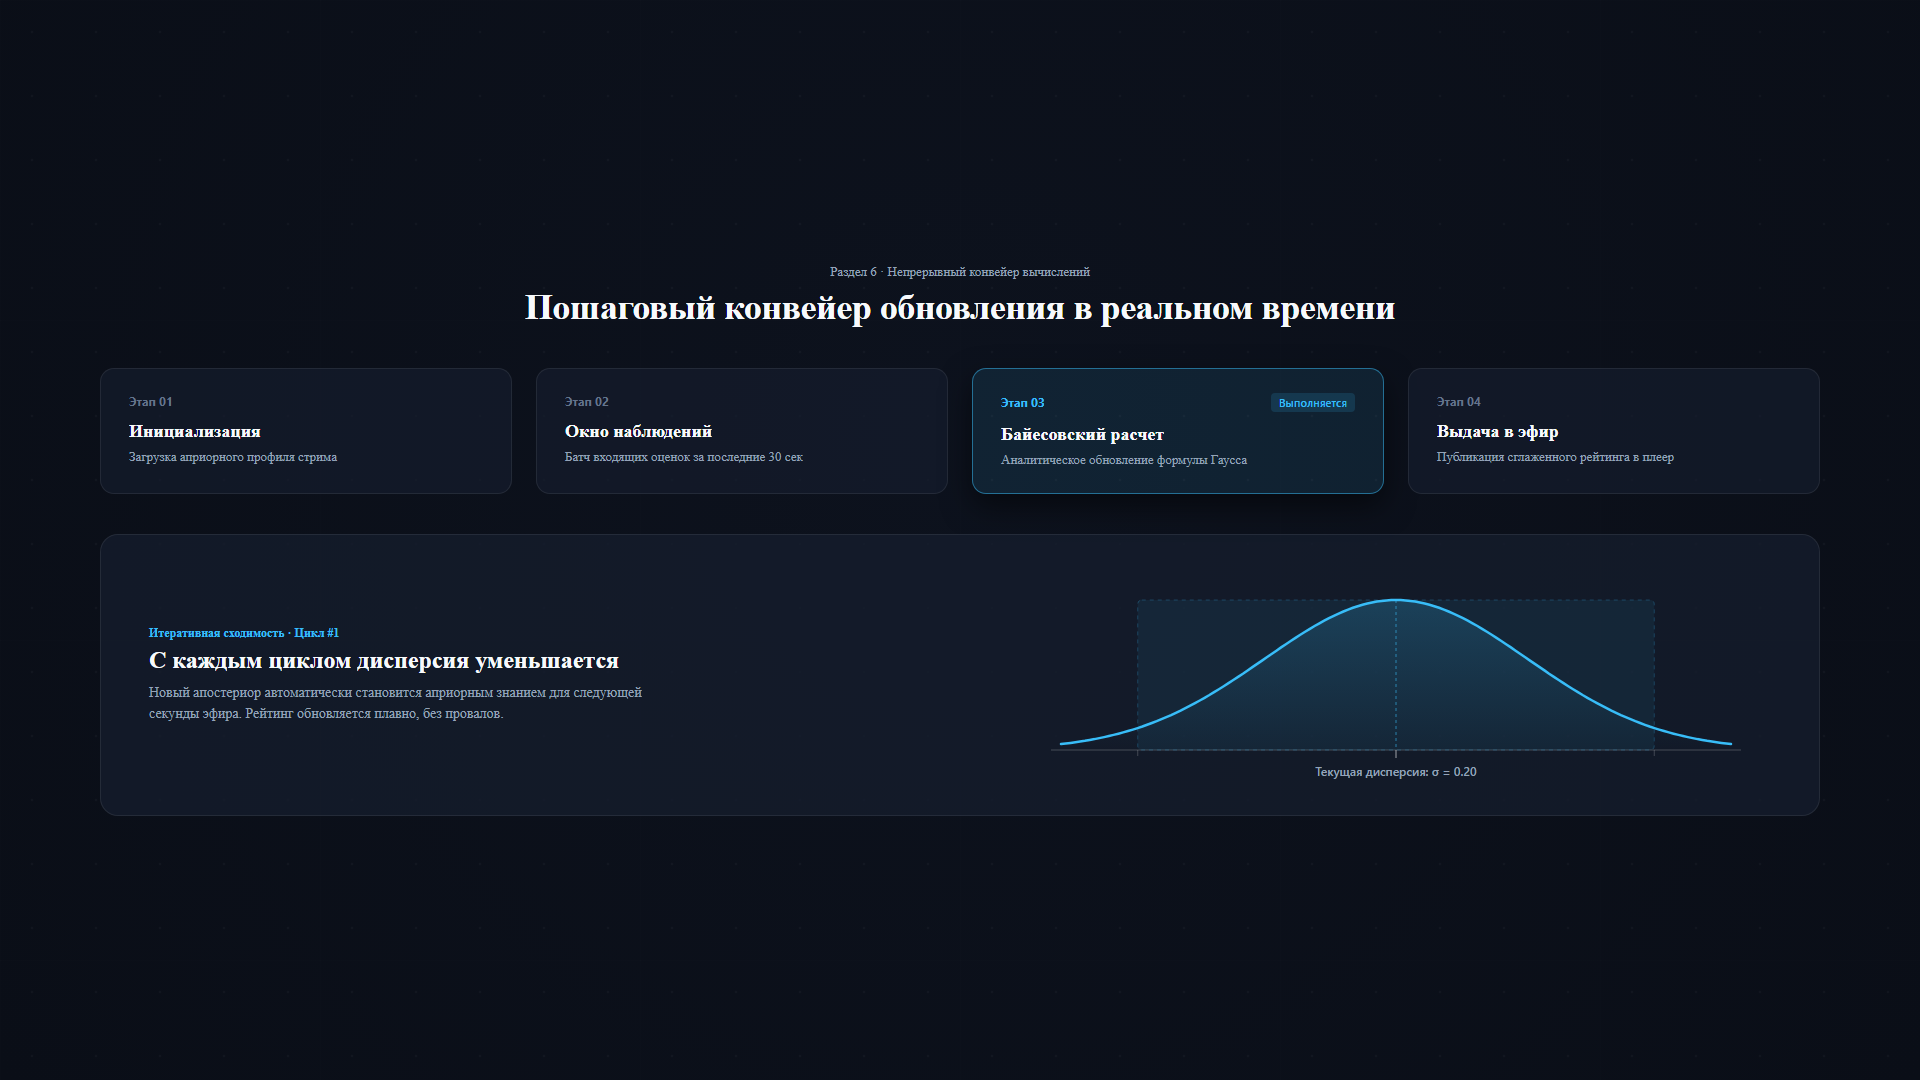 Раздел 6 · Непрерывный конвейер вычислений
Пошаговый конвейер обновления в реальном времени
Этап 01
Инициализация
Загрузка априорного профиля стрима
Этап 02
Окно наблюдений
Батч входящих оценок за последние 30 сек
Этап 03
Выполняется
Байесовский расчет
Аналитическое обновление формулы Гаусса
Этап 04
Выдача в эфир
Публикация сглаженного рейтинга в плеер
Итеративная сходимость · Цикл #1
С каждым циклом дисперсия уменьшается
Новый апостериор автоматически становится априорным знанием для следующей
секунды эфира. Рейтинг обновляется плавно, без провалов.
Текущая дисперсия: σ = 0.20